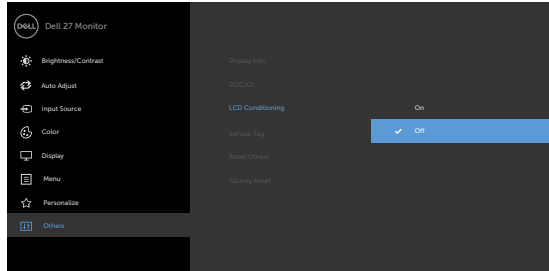 DELL Dell 27 Monitor
Brightness/Contrast
Auto Adjust
Input Source
Color
Display
Menu
Personalize
Others
Display Info
DDC/CI
LCD Conditioning
Service Tag
Reset Others
Factory Reset
On
Off